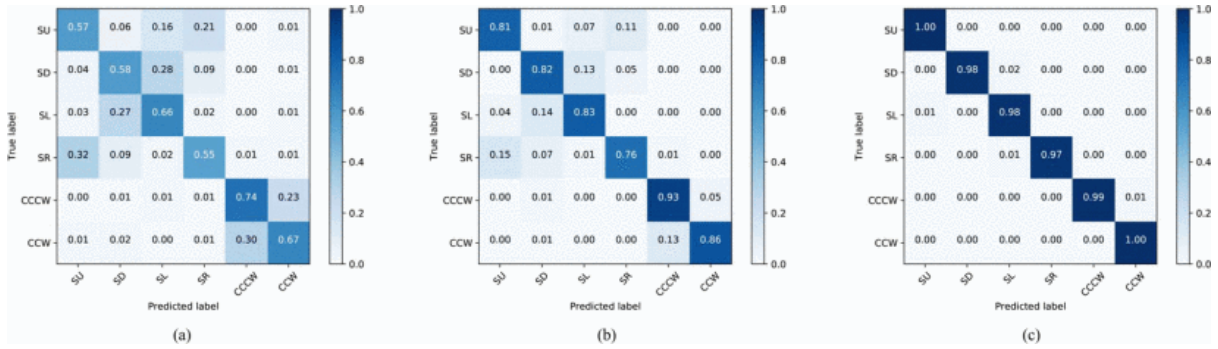 SU 0.57 0.06 0.16 0.21 0.00 0.01
SD 0.04 0.58 0.28 0.09 0.00 0.01
SL 0.03 0.27 0.66 0.02 0.00 0.01
SR 0.32 0.09 0.02 0.55 0.01 0.01
CCCW 0.00 0.01 0.01 0.01 0.74 0.23
CCW 0.01 0.02 0.00 0.01 0.30 0.67
True label
SU SD SL SR CCCW CCW
Predicted label
1.0
0.8
0.6
0.4
0.2
0.0
(a)
SU 0.81 0.01 0.07 0.11 0.00 0.00
SD 0.00 0.82 0.13 0.05 0.00 0.00
SL 0.04 0.14 0.83 0.00 0.00 0.00
SR 0.15 0.07 0.01 0.76 0.01 0.00
CCCW 0.00 0.01 0.01 0.00 0.93 0.05
CCW 0.00 0.01 0.00 0.00 0.13 0.86
True label
SU SD SL SR CCCW CCW
Predicted label
1.0
0.8
0.6
0.4
0.2
0.0
(b)
SU 1.00 0.00 0.00 0.00 0.00 0.00
SD 0.00 0.98 0.02 0.00 0.00 0.00
SL 0.01 0.00 0.98 0.00 0.00 0.00
SR 0.00 0.00 0.01 0.97 0.00 0.00
CCCW 0.00 0.00 0.00 0.00 0.99 0.01
CCW 0.00 0.00 0.00 0.00 0.00 1.00
True label
SU SD SL SR CCCW CCW
Predicted label
1.0
0.8
0.6
0.4
0.2
0.0
(c)